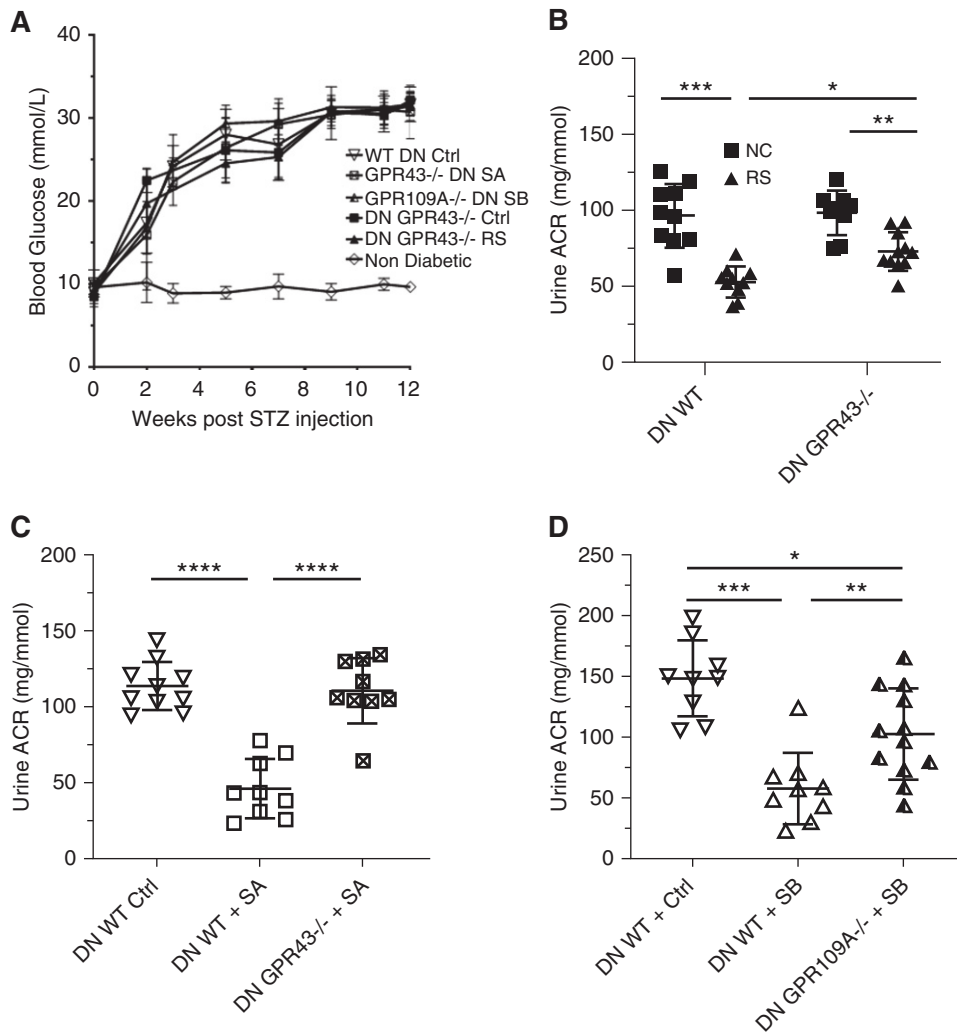 A
Blood Glucose (mmol/L)
40
30
20
10
0
WT DN Ctrl
GPR43-/- DN SA
GPR109A-/- DN SB
DN GPR43-/- Ctrl
DN GPR43-/- RS
Non Diabetic
0 2 4 6 8 10 12
Weeks post STZ injection
B
Urine ACR (mg/mmol)
200
150
100
50
0
***
*
**
NC
RS
DN WT
DN GPR43-/-
C
Urine ACR (mg/mmol)
200
150
100
50
0
****
****
DN WT Ctrl
DN WT + SA
DN GPR43-/- + SA
D
Urine ACR (mg/mmol)
250
200
150
100
50
0
*
***
**
DN WT + Ctrl
DN WT + SB
DN GPR109A-/- + SB